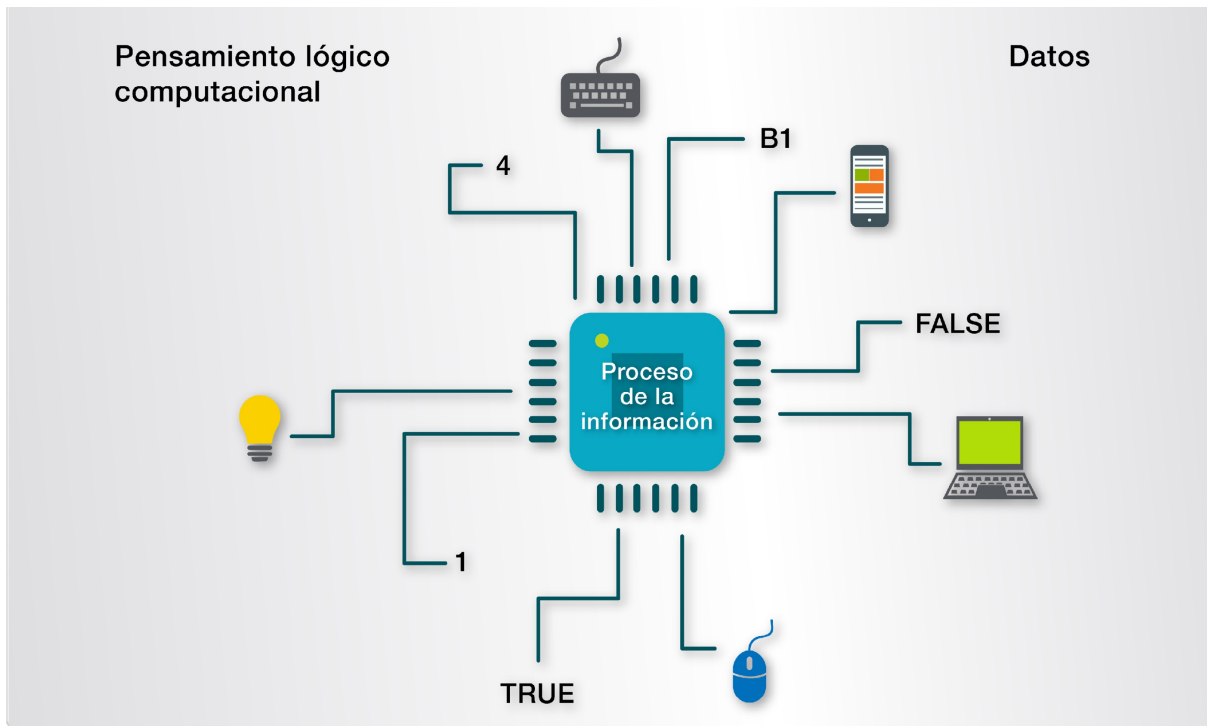 Pensamiento lógico
computacional
Datos
B1
4
FALSE
Proceso
de la
información
1
TRUE